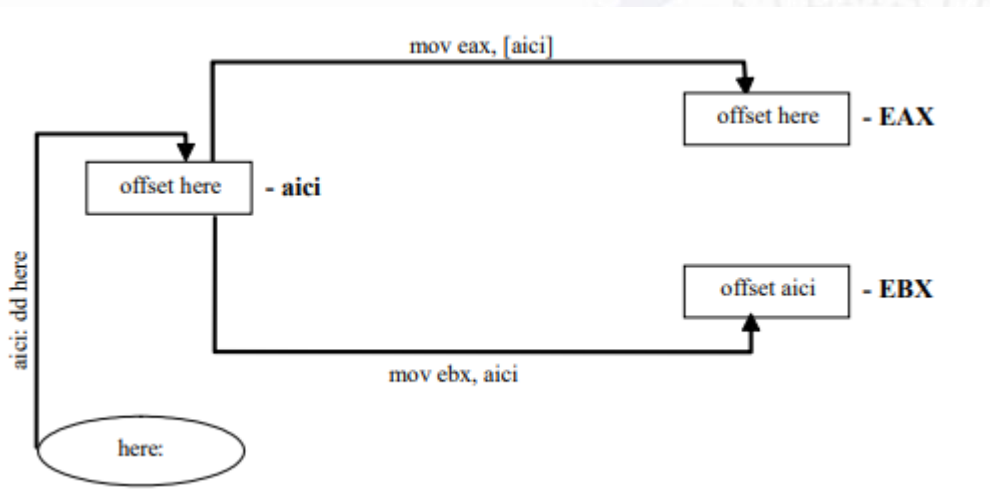 mov eax, [aici]
offset here - EAX
offset here - aici
aici: dd here
offset aici - EBX
mov ebx, aici
here: